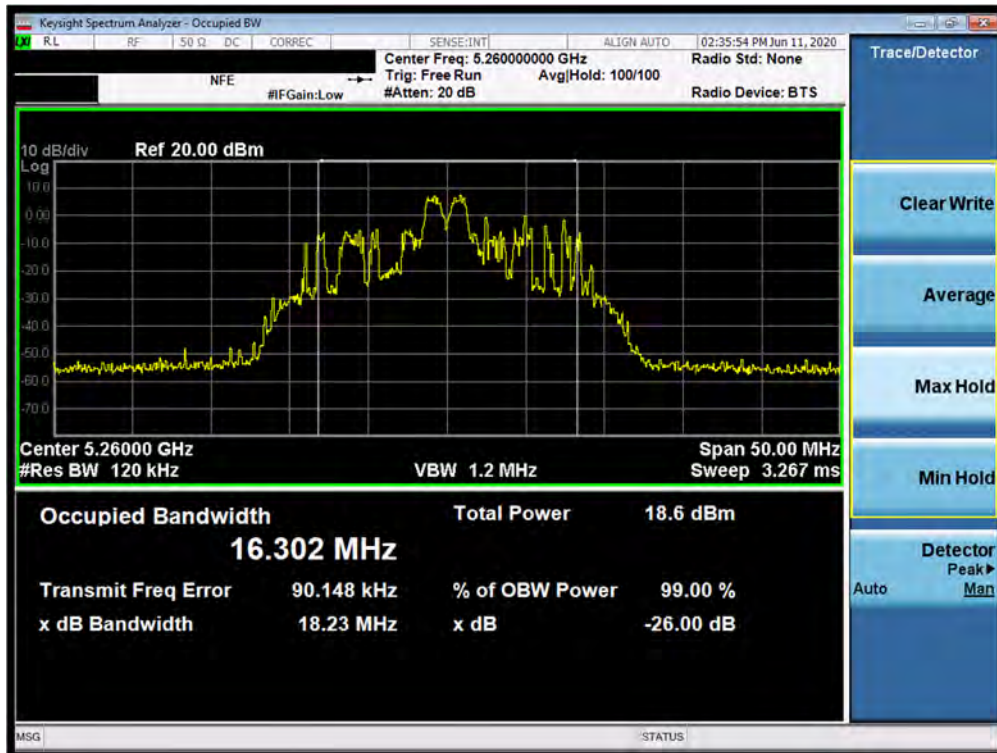 Keysight Spectrum Analyzer - Occupied BW
LXI RL RF 50 Ω DC CORREC SENSE:INT ALIGN AUTO 02:35:54 PM Jun 11, 2020
Center Freq: 5.260000000 GHz Radio Std: None
NFE Trig: Free Run Avg|Hold: 100/100
#IFGain:Low #Atten: 20 dB Radio Device: BTS
Trace/Detector
10 dB/div Ref 20.00 dBm
Log
10.0
0.00
-10.0
-20.0
-30.0
-40.0
-50.0
-60.0
-70.0
Center 5.26000 GHz Span 50.00 MHz
#Res BW 120 kHz VBW 1.2 MHz Sweep 3.267 ms
Occupied Bandwidth Total Power 18.6 dBm
16.302 MHz
Transmit Freq Error 90.148 kHz % of OBW Power 99.00 %
x dB Bandwidth 18.23 MHz x dB -26.00 dB
Clear Write
Average
Max Hold
Min Hold
Detector
Peak▶
Auto Man
MSG STATUS